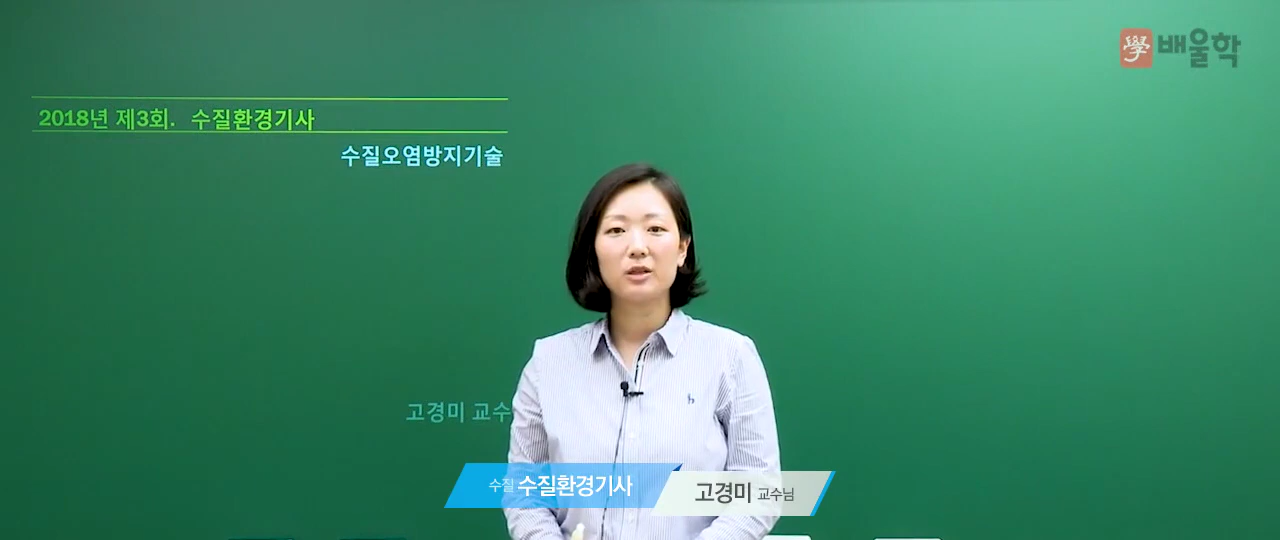 學 배울학
2018년 제3회. 수질환경기사
수질오염방지기술
고경미 교수
수질 수질환경기사
고경미 교수님